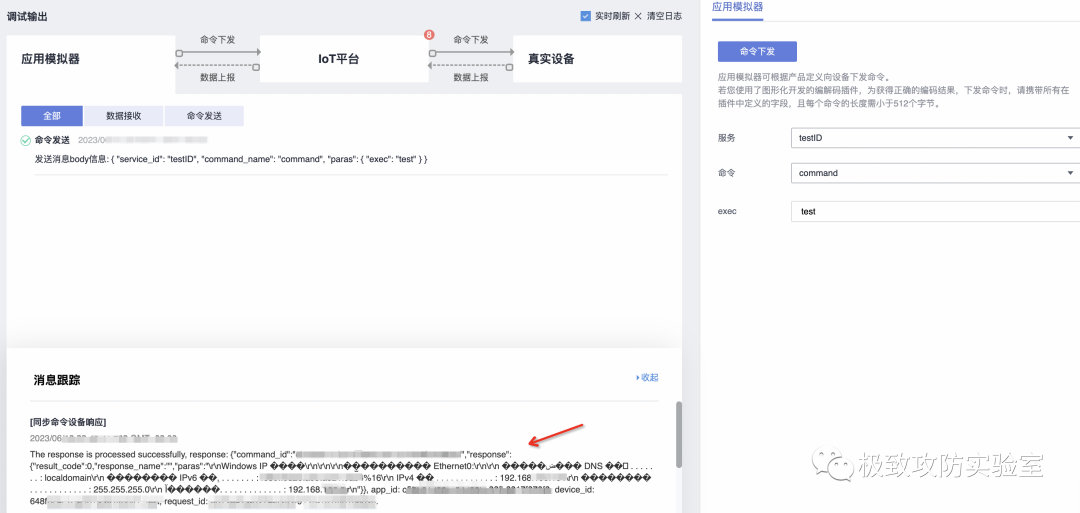 调试输出
实时刷新 清空日志
应用模拟器
命令下发
数据上报
IoT平台
8
命令下发
数据上报
真实设备
全部 数据接收 命令发送
命令发送 2023/0
发送消息body信息: { "service_id": "testID", "command_name": "command", "paras": { "exec": "test" } }
消息跟踪
收起
[同步命令设备响应]
2023/06
The response is processed successfully, response: {"command_id":" ","response":
{"result_code":0,"response_name":"","paras":"\r\nWindows IP ����\r\n\r\n\r\n���������� Ethernet0:\r\n\r\n �����ض��� DNS ��׺ . . . . .
. . : localdomain\r\n �������� IPv6 ��. . . . . . . . : %16\r\n IPv4 �� . . . . . . . . . . . . : 192.168. \r\n ��������
. . . . . . . . . . . . : 255.255.255.0\r\n Ĭ������. . . . . . . . . . . . . : 192.168. \r\n"}}, app_id: device_id:
648f , request_id:
应用模拟器
命令下发
应用模拟器可根据产品定义向设备下发命令。
若您使用了图形化开发的编解码插件，为获得正确的编码结果，下发命令时，请携带所有在
插件中定义的字段，且每个命令的长度需小于512个字节。
服务 testID
命令 command
exec test
极致攻防实验室